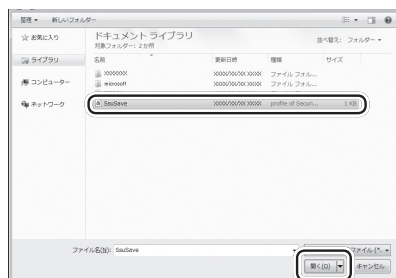 整理 ▼ 新しいフォルダー
お気に入り
ライブラリ
コンピューター
ネットワーク
ドキュメント ライブラリ
対象フォルダー: 2か所
並べ替え: フォルダー ▼
名前 更新日時 種類 サイズ
XXXXXXX XXXX/XX/XX XX:XX ファイル フォル...
microsoft XXXX/XX/XX XX:XX ファイル フォル...
SsuSave XXXX/XX/XX XX:XX profile of Securi... 1 KB
ファイル名(N): SsuSave
ファイル (*.
開く(O) キャンセル